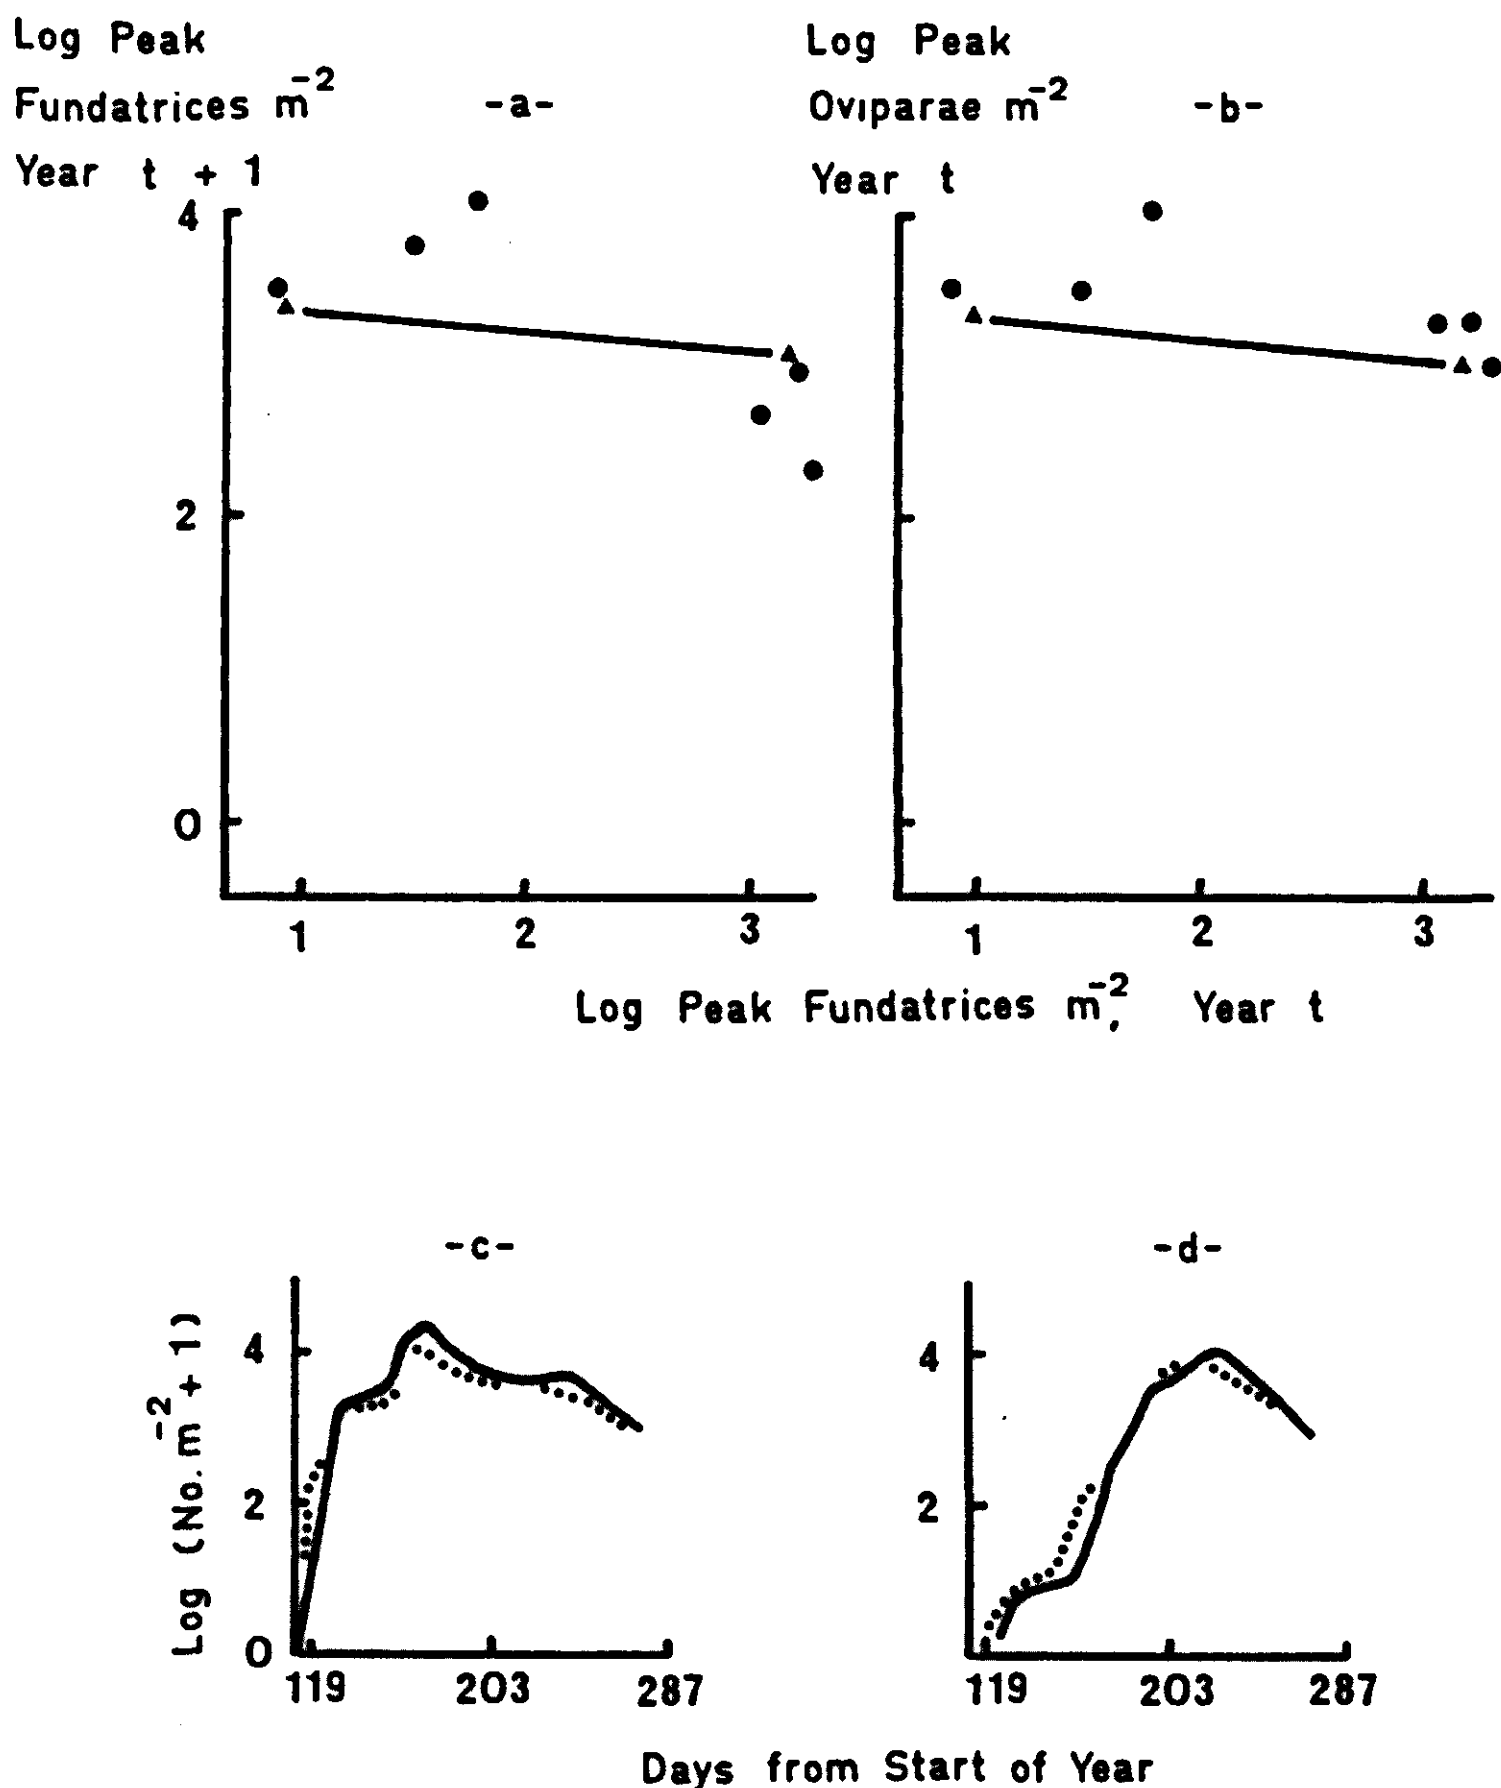 Log Peak
Fundatrices m⁻²
Year t + 1
-a-
4
2
0
1 2 3
Log Peak
Oviparae m⁻²
Year t
-b-
1 2 3
Log Peak Fundatrices m⁻², Year t
-c-
Log (No. m⁻² + 1)
4
2
0
119 203 287
-d-
4
2
119 203 287
Days from Start of Year